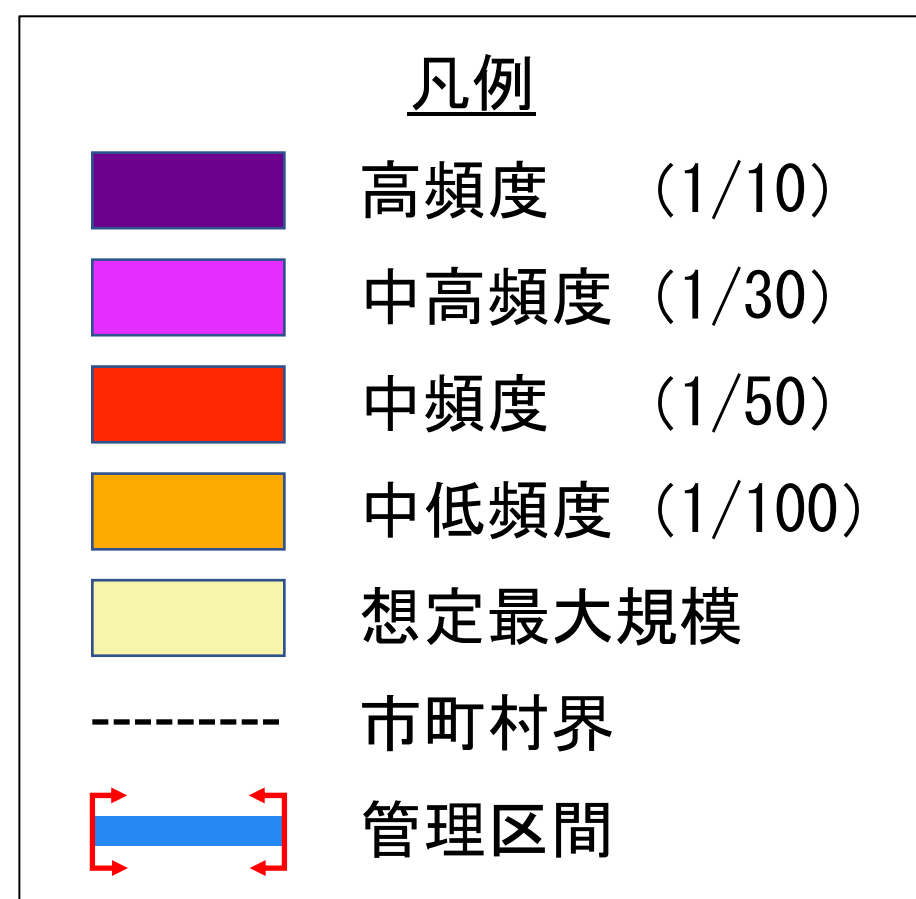 凡例
高頻度 （1/10）
中高頻度（1/30）
中頻度 （1/50）
中低頻度（1/100）
想定最大規模
市町村界
管理区間